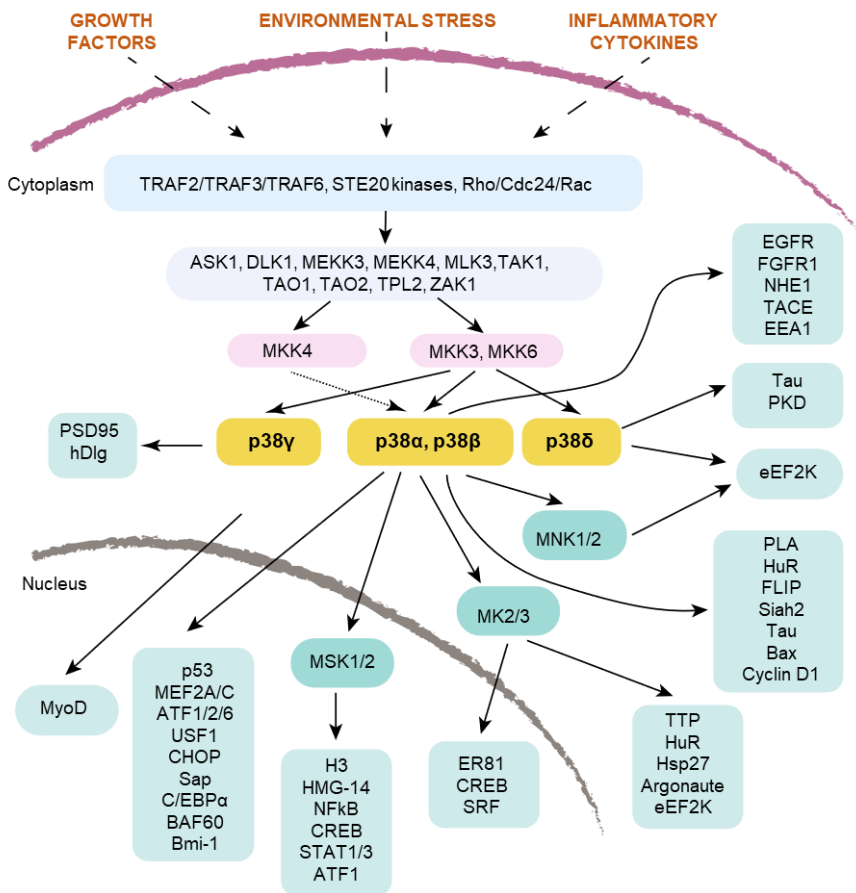 GROWTH
FACTORS
ENVIRONMENTAL STRESS
INFLAMMATORY
CYTOKINES
Cytoplasm
TRAF2/TRAF3/TRAF6, STE20 kinases, Rho/Cdc24/Rac
ASK1, DLK1, MEKK3, MEKK4, MLK3,TAK1,
TAO1, TAO2, TPL2, ZAK1
MKK4
MKK3, MKK6
EGFR
FGFR1
NHE1
TACE
EEA1
Tau
PKD
PSD95
hDlg
p38γ
p38α, p38β
p38δ
eEF2K
MNK1/2
Nucleus
PLA
HuR
FLIP
Siah2
Tau
Bax
Cyclin D1
MK2/3
MSK1/2
MyoD
p53
MEF2A/C
ATF1/2/6
USF1
CHOP
Sap
C/EBPα
BAF60
Bmi-1
H3
HMG-14
NFkB
CREB
STAT1/3
ATF1
ER81
CREB
SRF
TTP
HuR
Hsp27
Argonaute
eEF2K